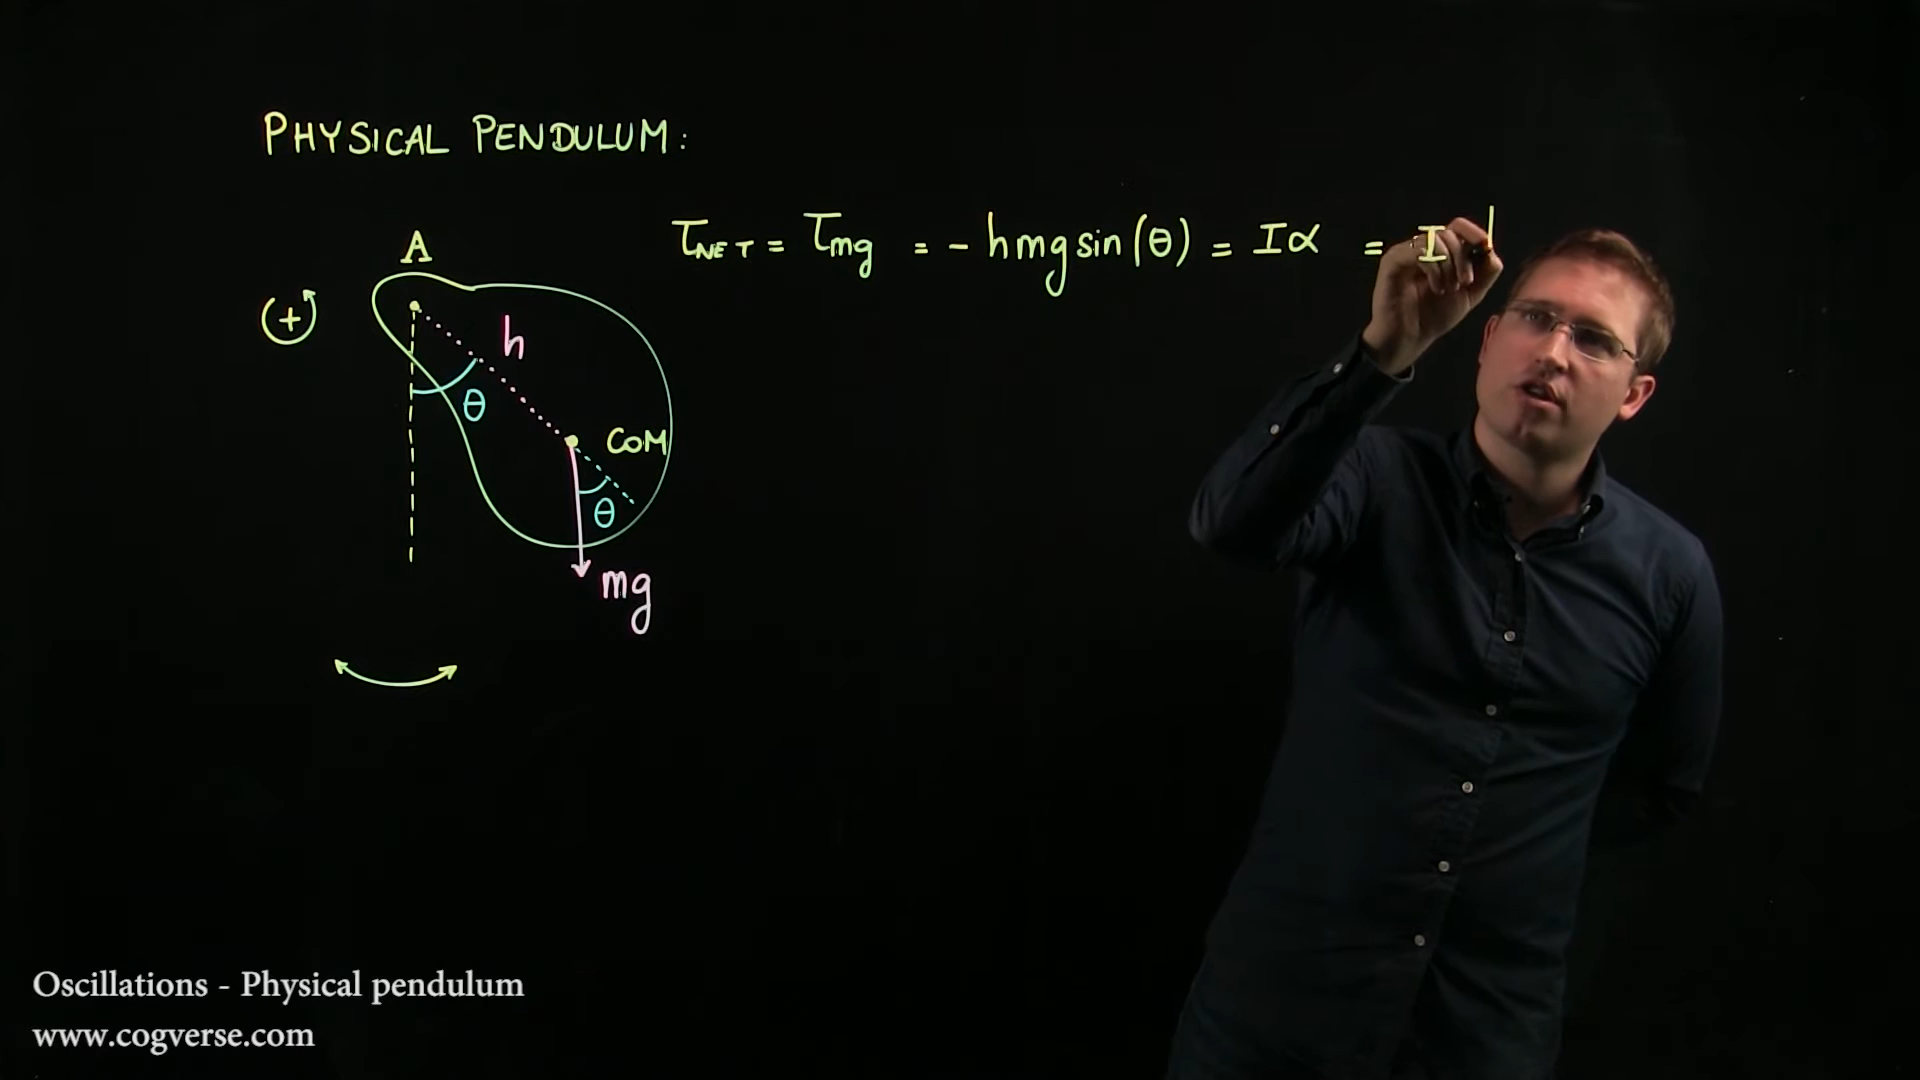 PHYSICAL PENDULUM:
τNET = τmg = - hmg sin(θ) = Iα = I
A
+
h
θ
COM
θ
mg
Oscillations - Physical pendulum
www.cogverse.com